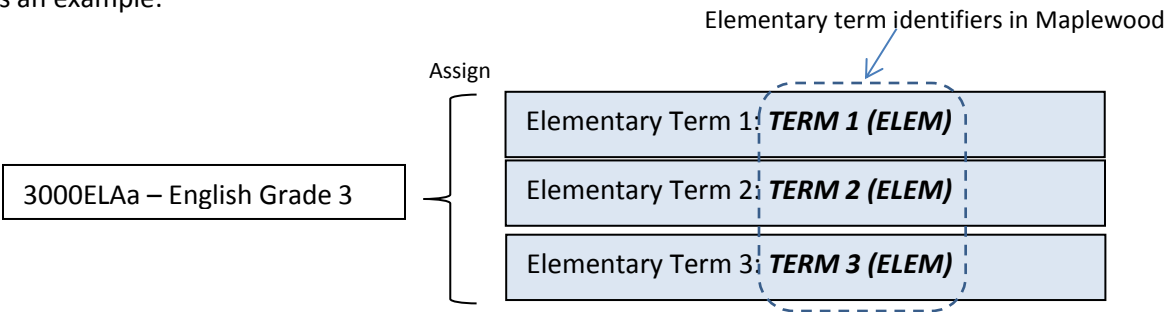 s an example:
Elementary term identifiers in Maplewood
Assign
Elementary Term 1: TERM 1 (ELEM)
3000ELAa – English Grade 3
Elementary Term 2: TERM 2 (ELEM)
Elementary Term 3: TERM 3 (ELEM)